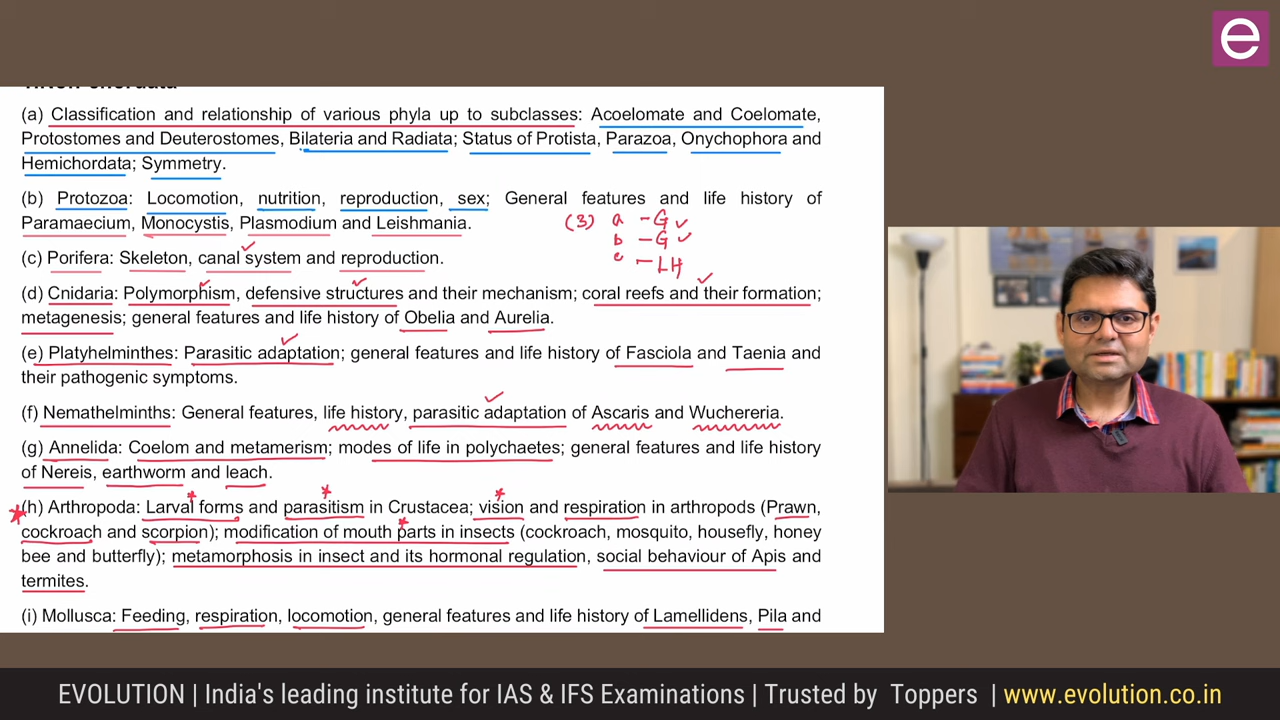 e
(a) Classification and relationship of various phyla up to subclasses: Acoelomate and Coelomate,
Protostomes and Deuterostomes, Bilateria and Radiata; Status of Protista, Parazoa, Onychophora and
Hemichordata; Symmetry.
(b) Protozoa: Locomotion, nutrition, reproduction, sex; General features and life history of
Paramaecium, Monocystis, Plasmodium and Leishmania.
(3) a - G ✓
b - G ✓
c - LH
(c) Porifera: Skeleton, canal system and reproduction.
(d) Cnidaria: Polymorphism, defensive structures and their mechanism; coral reefs and their formation;
metagenesis; general features and life history of Obelia and Aurelia.
(e) Platyhelminthes: Parasitic adaptation; general features and life history of Fasciola and Taenia and
their pathogenic symptoms.
(f) Nemathelminths: General features, life history, parasitic adaptation of Ascaris and Wuchereria.
(g) Annelida: Coelom and metamerism; modes of life in polychaetes; general features and life history
of Nereis, earthworm and leach.
(h) Arthropoda: Larval forms and parasitism in Crustacea; vision and respiration in arthropods (Prawn,
cockroach and scorpion); modification of mouth parts in insects (cockroach, mosquito, housefly, honey
bee and butterfly); metamorphosis in insect and its hormonal regulation, social behaviour of Apis and
termites.
(i) Mollusca: Feeding, respiration, locomotion, general features and life history of Lamellidens, Pila and
EVOLUTION | India's leading institute for IAS & IFS Examinations | Trusted by Toppers | www.evolution.co.in